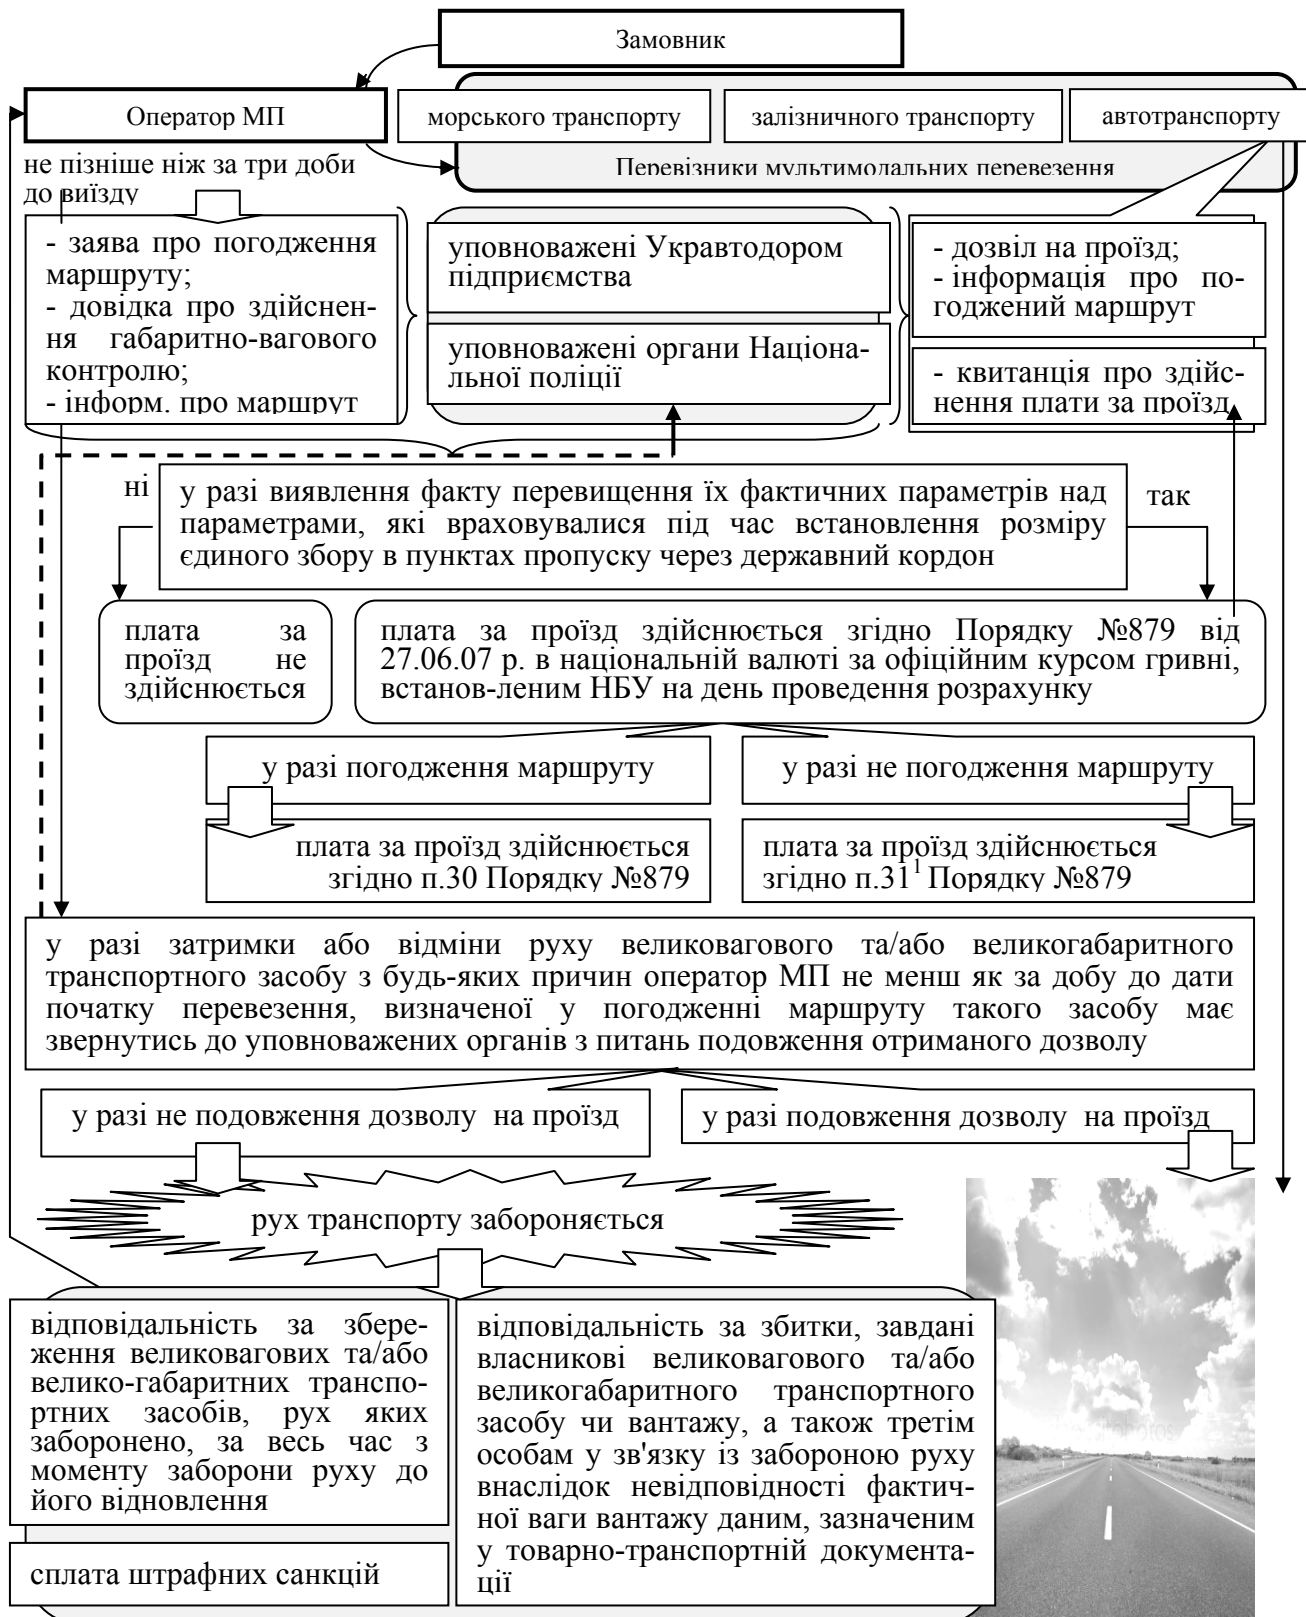 Замовник
Оператор МП
морського транспорту
залізничного транспорту
автотранспорту
Перевізники мультимодальних перевезення
не пізніше ніж за три доби
до виїзду
- заява про погодження
маршруту;
- довідка про здійснен-
ня габаритно-вагового
контролю;
- інформ. про маршрут
уповноважені Укравтодором
підприємства
уповноважені органи Націона-
льної поліції
- дозвіл на проїзд;
- інформація про по-
годжений маршрут
- квитанція про здійс-
нення плати за проїзд
ні
у разі виявлення факту перевищення їх фактичних параметрів над
параметрами, які враховувалися під час встановлення розміру
єдиного збору в пунктах пропуску через державний кордон
так
плата за
проїзд не
здійснюється
плата за проїзд здійснюється згідно Порядку №879 від
27.06.07 р. в національній валюті за офіційним курсом гривні,
встанов-леним НБУ на день проведення розрахунку
у разі погодження маршруту
у разі не погодження маршруту
плата за проїзд здійснюється
згідно п.30 Порядку №879
плата за проїзд здійснюється
згідно п.31¹ Порядку №879
у разі затримки або відміни руху великовагового та/або великогабаритного
транспортного засобу з будь-яких причин оператор МП не менш як за добу до дати
початку перевезення, визначеної у погодженні маршруту такого засобу має
звернутись до уповноважених органів з питань подовження отриманого дозволу
у разі не подовження дозволу на проїзд
у разі подовження дозволу на проїзд
рух транспорту забороняється
відповідальність за збере-
ження великовагових та/або
велико-габаритних транспо-
ртних засобів, рух яких
заборонено, за весь час з
моменту заборони руху до
його відновлення
сплата штрафних санкцій
відповідальність за збитки, завдані
власникові великовагового та/або
великогабаритного транспортного
засобу чи вантажу, а також третім
особам у зв'язку із забороною руху
внаслідок невідповідності фактич-
ної ваги вантажу даним, зазначеним
у товарно-транспортній документа-
ції